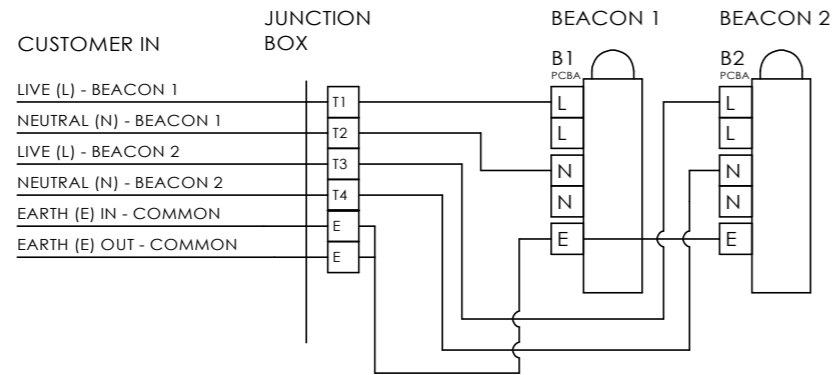 CUSTOMER IN
JUNCTION
BOX
BEACON 1
BEACON 2
B1
PCBA
B2
PCBA
LIVE (L) - BEACON 1
NEUTRAL (N) - BEACON 1
LIVE (L) - BEACON 2
NEUTRAL (N) - BEACON 2
EARTH (E) IN - COMMON
EARTH (E) OUT - COMMON
T1
T2
T3
T4
E
E
L
L
N
N
E
L
L
N
N
E